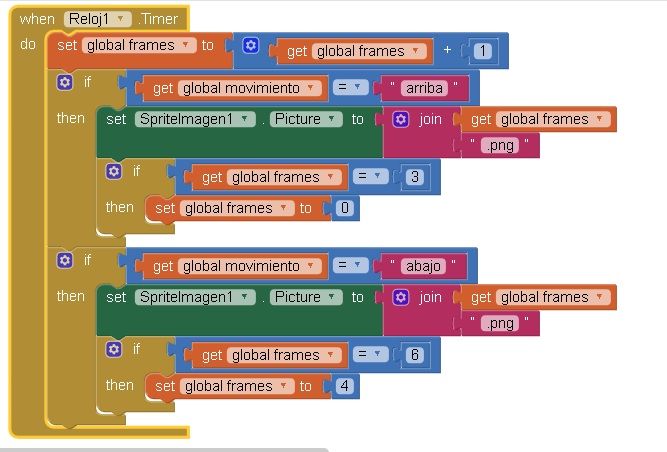 when Reloj1 .Timer
do set global frames to get global frames + 1
if get global movimiento = " arriba "
then set SpriteImagen1 . Picture to join get global frames
" .png "
if get global frames = 3
then set global frames to 0
if get global movimiento = " abajo "
then set SpriteImagen1 . Picture to join get global frames
" .png "
if get global frames = 6
then set global frames to 4